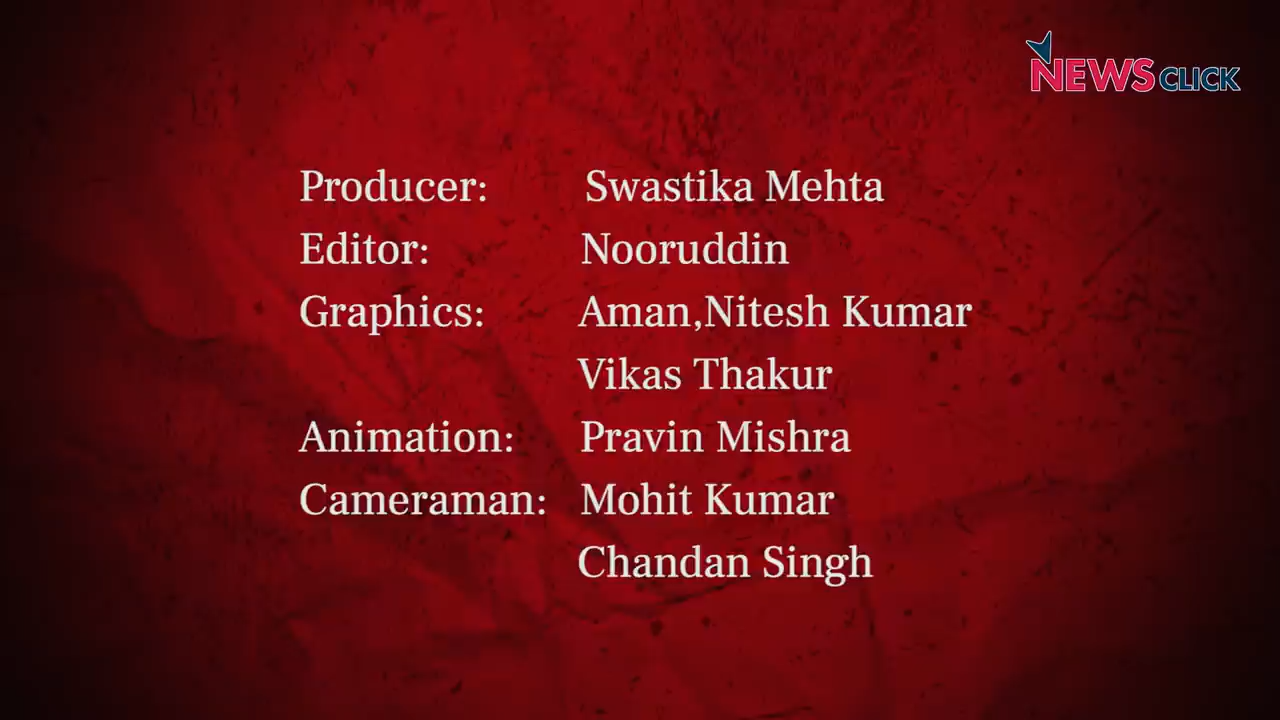 NEWSCLICK
Producer: Swastika Mehta
Editor: Nooruddin
Graphics: Aman,Nitesh Kumar
Vikas Thakur
Animation: Pravin Mishra
Cameraman: Mohit Kumar
Chandan Singh